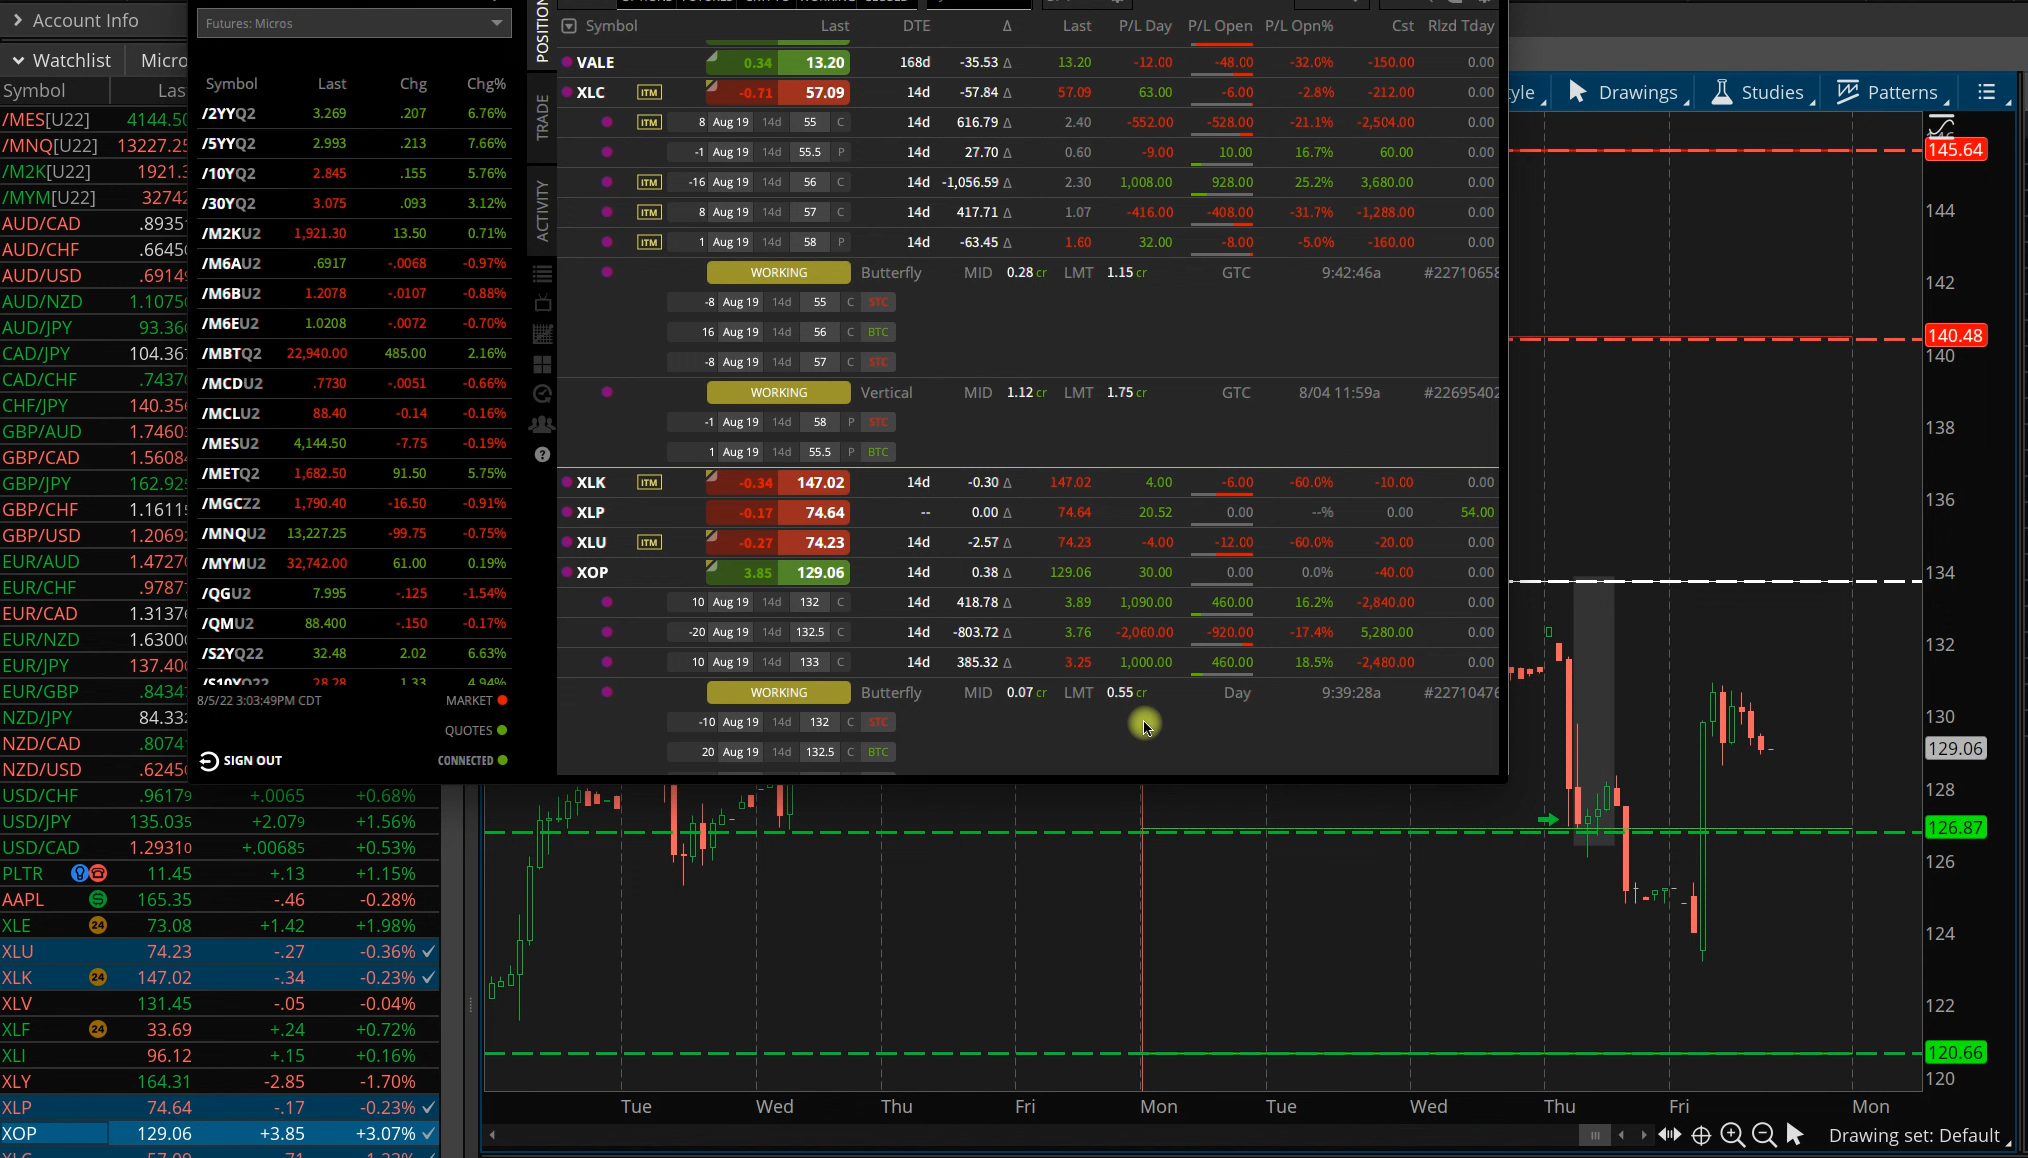 Account Info
Watchlist
Micro
Symbol
Las
/MES[U22] 4144.50
/MNQ[U22] 13227.25
/M2K[U22] 1921.3
/MYM[U22] 32742
AUD/CAD .8935
AUD/CHF .6645
AUD/USD .6914
AUD/NZD 1.1075
AUD/JPY 93.36
CAD/JPY 104.36
CAD/CHF .7437
CHF/JPY 140.35
GBP/AUD 1.7460
GBP/CAD 1.5608
GBP/JPY 162.92
GBP/CHF 1.1611
GBP/USD 1.2069
EUR/AUD 1.4727
EUR/CHF .9787
EUR/CAD 1.3137
EUR/NZD 1.6300
EUR/JPY 137.40
EUR/GBP .8434
NZD/JPY 84.33
NZD/CAD .8074
NZD/USD .6245
USD/CHF .96179 +.0065 +0.68%
USD/JPY 135.035 +2.079 +1.56%
USD/CAD 1.29310 +.00685 +0.53%
PLTR 11.45 +.13 +1.15%
AAPL 165.35 -.46 -0.28%
XLE 24 73.08 +1.42 +1.98%
XLU 74.23 -.27 -0.36%
XLK 24 147.02 -.34 -0.23%
XLV 131.45 -.05 -0.04%
XLF 24 33.69 +.24 +0.72%
XLI 96.12 +.15 +0.16%
XLY 164.31 -2.85 -1.70%
XLP 74.64 -.17 -0.23%
XOP 129.06 +3.85 +3.07%
Futures: Micros
Symbol Last Chg Chg%
/2YYQ2 3.269 .207 6.76%
/5YYQ2 2.993 .213 7.66%
/10YQ2 2.845 .155 5.76%
/30YQ2 3.075 .093 3.12%
/M2KU2 1,921.30 13.50 0.71%
/M6AU2 .6917 -.0068 -0.97%
/M6BU2 1.2078 -.0107 -0.88%
/M6EU2 1.0208 -.0072 -0.70%
/MBTQ2 22,940.00 485.00 2.16%
/MCDU2 .7730 -.0051 -0.66%
/MCLU2 88.40 -0.14 -0.16%
/MESU2 4,144.50 -7.75 -0.19%
/METQ2 1,682.50 91.50 5.75%
/MGCZ2 1,790.40 -16.50 -0.91%
/MNQU2 13,227.25 -99.75 -0.75%
/MYMU2 32,742.00 61.00 0.19%
/QGU2 7.995 -.125 -1.54%
/QMU2 88.400 -.150 -0.17%
/S2YQ22 32.48 2.02 6.63%
/S10YQ22 28.28 1.33 4.94%
8/5/22 3:03:49PM CDT MARKET
QUOTES
SIGN OUT CONNECTED
POSITION
TRADE
ACTIVITY
Symbol Last DTE Δ Last P/L Day P/L Open P/L Opn% Cst Rlzd Tday
VALE 0.34 13.20 168d -35.53 Δ 13.20 -12.00 -48.00 -32.0% -150.00 0.00
XLC ITM -0.71 57.09 14d -57.84 Δ 57.09 63.00 -6.00 -2.8% -212.00 0.00
ITM 8 Aug 19 14d 55 C 14d 616.79 Δ 2.40 -552.00 -528.00 -21.1% -2,504.00 0.00
-1 Aug 19 14d 55.5 P 14d 27.70 Δ 0.60 -9.00 10.00 16.7% 60.00 0.00
ITM -16 Aug 19 14d 56 C 14d -1,056.59 Δ 2.30 1,008.00 928.00 25.2% 3,680.00 0.00
ITM 8 Aug 19 14d 57 C 14d 417.71 Δ 1.07 -416.00 -408.00 -31.7% -1,288.00 0.00
ITM 1 Aug 19 14d 58 P 14d -63.45 Δ 1.60 32.00 -8.00 -5.0% -160.00 0.00
WORKING Butterfly MID 0.28 cr LMT 1.15 cr GTC 9:42:46a #22710658
-8 Aug 19 14d 55 C STC
16 Aug 19 14d 56 C BTC
-8 Aug 19 14d 57 C STC
WORKING Vertical MID 1.12 cr LMT 1.75 cr GTC 8/04 11:59a #22695402
-1 Aug 19 14d 58 P STC
1 Aug 19 14d 55.5 P BTC
XLK ITM -0.34 147.02 14d -0.30 Δ 147.02 4.00 -6.00 -60.0% -10.00 0.00
XLP -0.17 74.64 -- 0.00 Δ 74.64 20.52 0.00 --% 0.00 54.00
XLU ITM -0.27 74.23 14d -2.57 Δ 74.23 -4.00 -12.00 -60.0% -20.00 0.00
XOP 3.85 129.06 14d 0.38 Δ 129.06 30.00 0.00 0.0% -40.00 0.00
10 Aug 19 14d 132 C 14d 418.78 Δ 3.89 1,090.00 460.00 16.2% -2,840.00 0.00
-20 Aug 19 14d 132.5 C 14d -803.72 Δ 3.76 -2,060.00 -920.00 -17.4% 5,280.00 0.00
10 Aug 19 14d 133 C 14d 385.32 Δ 3.25 1,000.00 460.00 18.5% -2,480.00 0.00
WORKING Butterfly MID 0.07 cr LMT 0.55 cr Day 9:39:28a #22710476
-10 Aug 19 14d 132 C STC
20 Aug 19 14d 132.5 C BTC
yle Drawings Studies Patterns
145.64
144
142
140.48
140
138
136
134
132
130
129.06
128
126.87
126
124
122
120.66
120
Tue Wed Thu Fri Mon Tue Wed Thu Fri Mon
Drawing set: Default